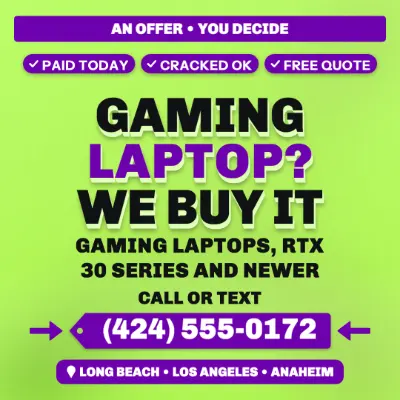 AN OFFER • YOU DECIDE
✓ PAID TODAY ✓ CRACKED OK ✓ FREE QUOTE
GAMING
LAPTOP?
WE BUY IT
GAMING LAPTOPS, RTX
30 SERIES AND NEWER
CALL OR TEXT
(424) 555-0172
LONG BEACH • LOS ANGELES • ANAHEIM